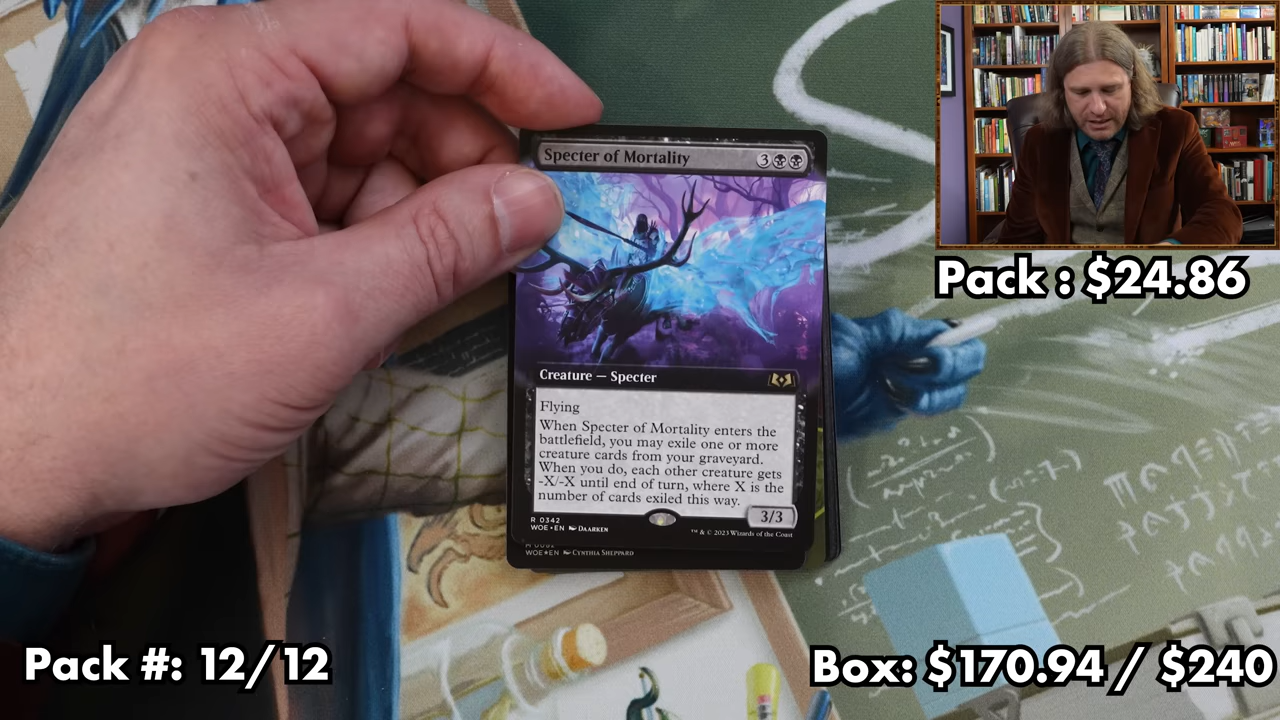 Specter of Mortality 3
Creature — Specter
Flying
When Specter of Mortality enters the
battlefield, you may exile one or more
creature cards from your graveyard.
When you do, each other creature gets
-X/-X until end of turn, where X is the
number of cards exiled this way.
3/3
R 0342
WOE • EN DAARKEN
™ & © 2023 Wizards of the Coast
WOE★EN CYNTHIA SHEPPARD
Pack : $24.86
Pack #: 12/12
Box: $170.94 / $240